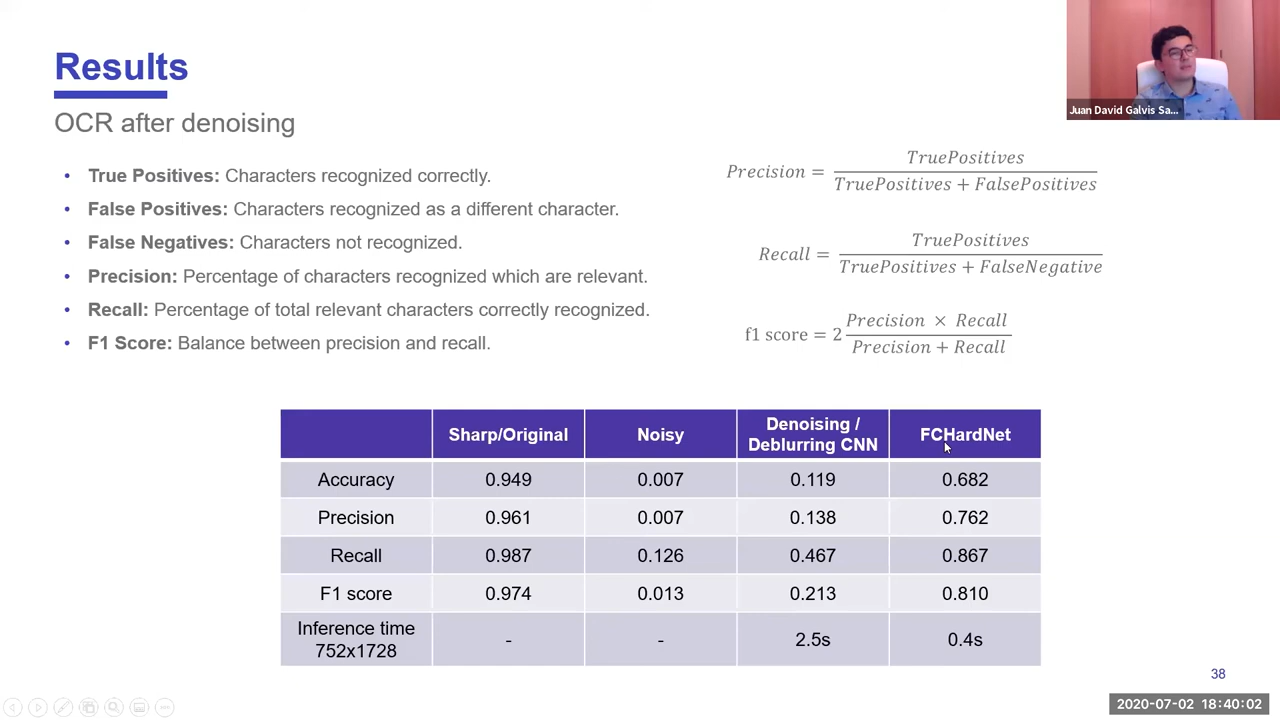 Results
OCR after denoising
• True Positives: Characters recognized correctly.
• False Positives: Characters recognized as a different character.
• False Negatives: Characters not recognized.
• Precision: Percentage of characters recognized which are relevant.
• Recall: Percentage of total relevant characters correctly recognized.
• F1 Score: Balance between precision and recall.
Juan David Galvis Sa...
Precision = TruePositives / TruePositives + FalsePositives
Recall = TruePositives / TruePositives + FalseNegative
f1 score = 2 Precision × Recall / Precision + Recall
Sharp/Original Noisy Denoising / Deblurring CNN FCHardNet
Accuracy 0.949 0.007 0.119 0.682
Precision 0.961 0.007 0.138 0.762
Recall 0.987 0.126 0.467 0.867
F1 score 0.974 0.013 0.213 0.810
Inference time 752x1728 - - 2.5s 0.4s
38
2020-07-02 18:40:02